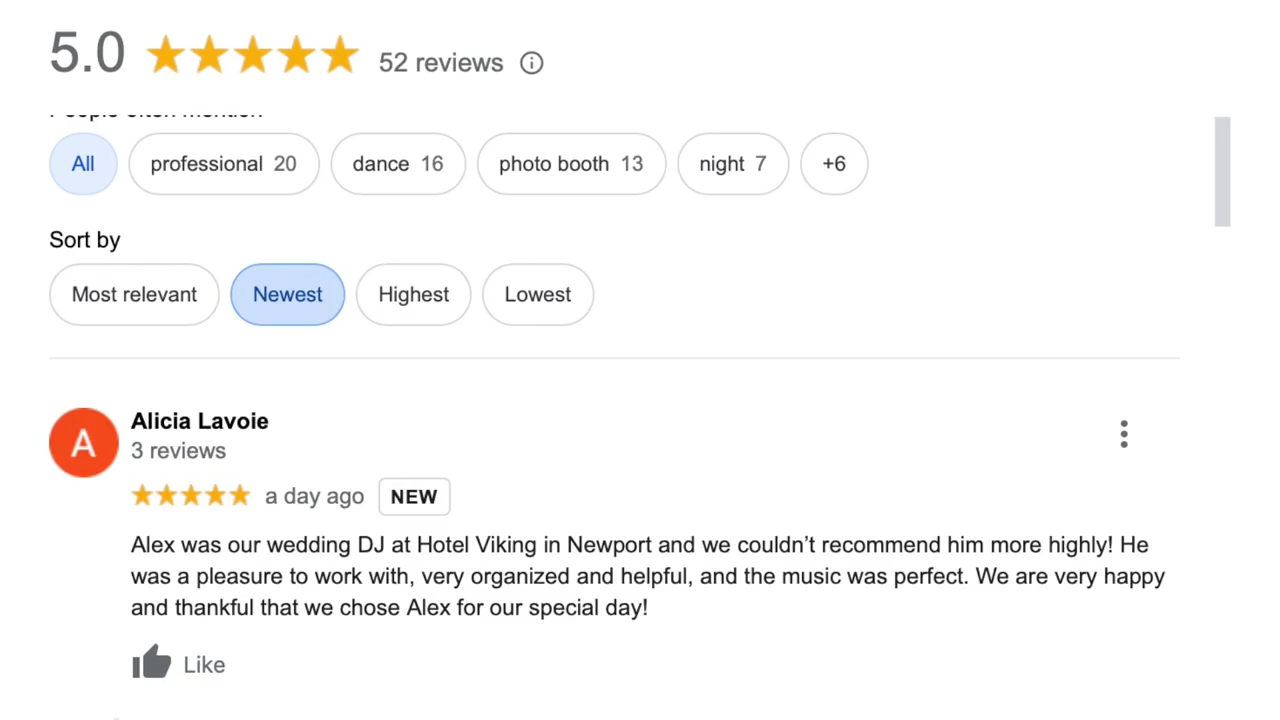 5.0 52 reviews
People often mention
All professional 20 dance 16 photo booth 13 night 7 +6
Sort by
Most relevant Newest Highest Lowest
A
Alicia Lavoie
3 reviews
a day ago NEW
Alex was our wedding DJ at Hotel Viking in Newport and we couldn’t recommend him more highly! He
was a pleasure to work with, very organized and helpful, and the music was perfect. We are very happy
and thankful that we chose Alex for our special day!
Like